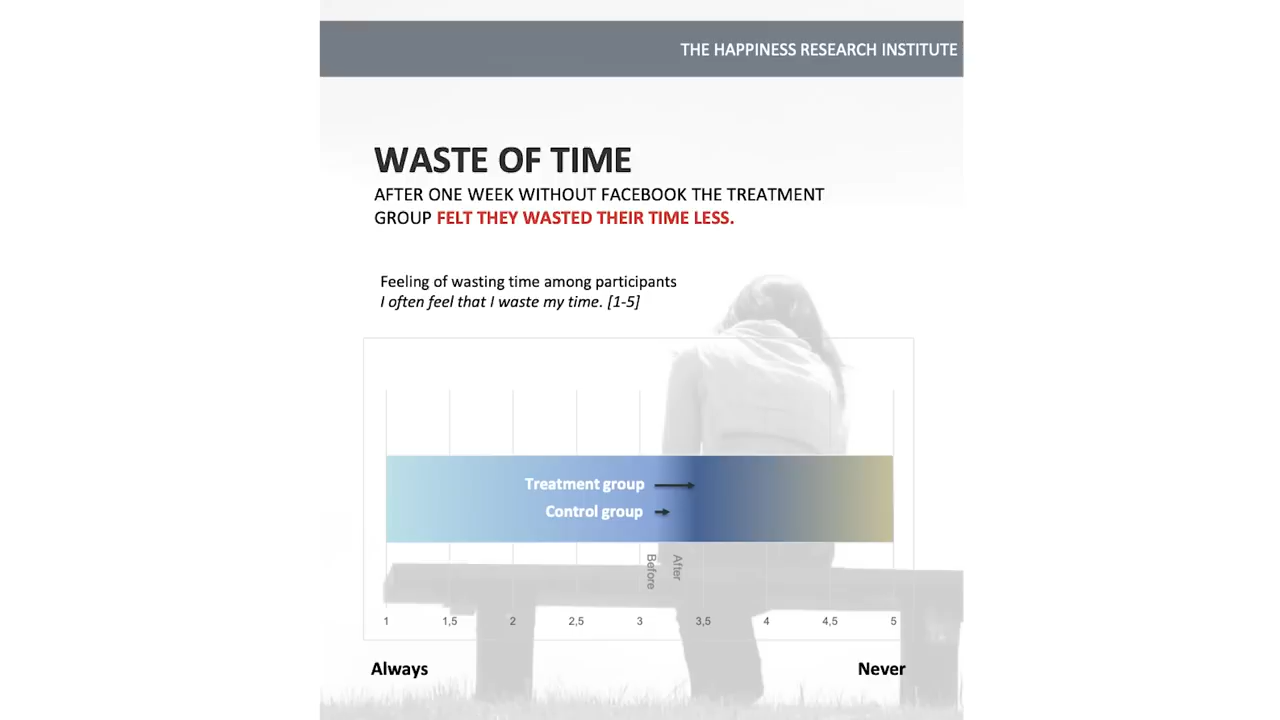 THE HAPPINESS RESEARCH INSTITUTE
WASTE OF TIME
AFTER ONE WEEK WITHOUT FACEBOOK THE TREATMENT
GROUP FELT THEY WASTED THEIR TIME LESS.
Feeling of wasting time among participants
I often feel that I waste my time. [1-5]
Treatment group
Control group
Before
After
1 1,5 2 2,5 3 3,5 4 4,5 5
Always Never